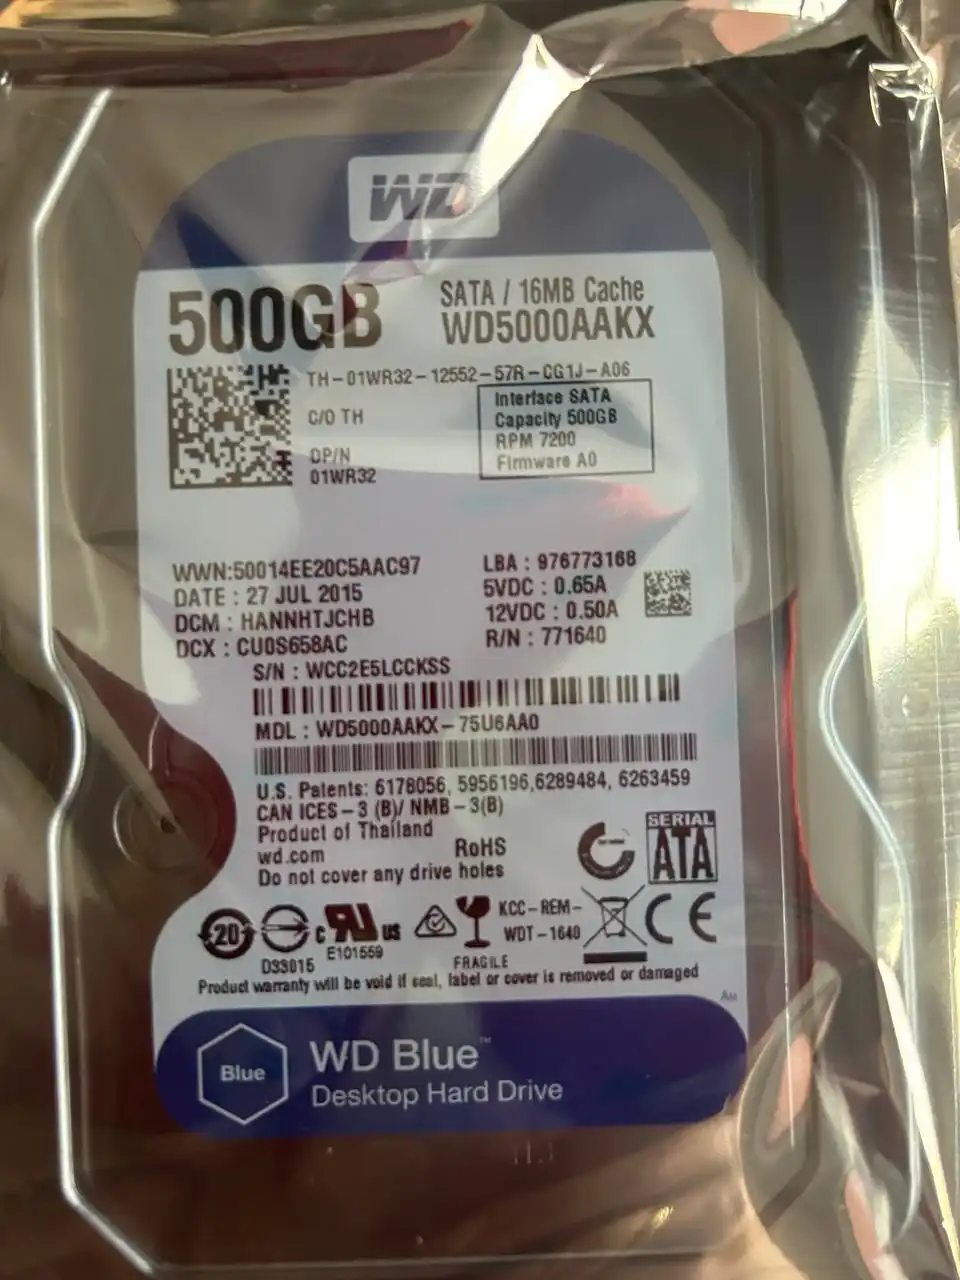 WD
500GB
SATA / 16MB Cache
WD5000AAKX
TH-01WR32-12552-57R-CG1J-A06
C/O TH
DP/N
01WR32
Interface SATA
Capacity 500GB
RPM 7200
Firmware A0
WWN:50014EE20C5AAC97
DATE : 27 JUL 2015
DCM : HANNHTJCHB
DCX : CU0S658AC
LBA : 976773168
5VDC : 0.65A
12VDC : 0.50A
R/N : 771640
S/N : WCC2E5LCCKSS
MDL : WD5000AAKX-75U6AA0
U.S. Patents: 6178056, 5956196,6289484, 6263459
CAN ICES-3 (B)/ NMB-3(B)
Product of Thailand
wd.com
RoHS
Do not cover any drive holes
SERIAL
ATA
20
D33015
c RU US
E101559
FRAGILE
KCC-REM-
WDT-1640
CE
Product warranty will be void if seal, label or cover is removed or damaged
Blue
WD Blue™
Desktop Hard Drive